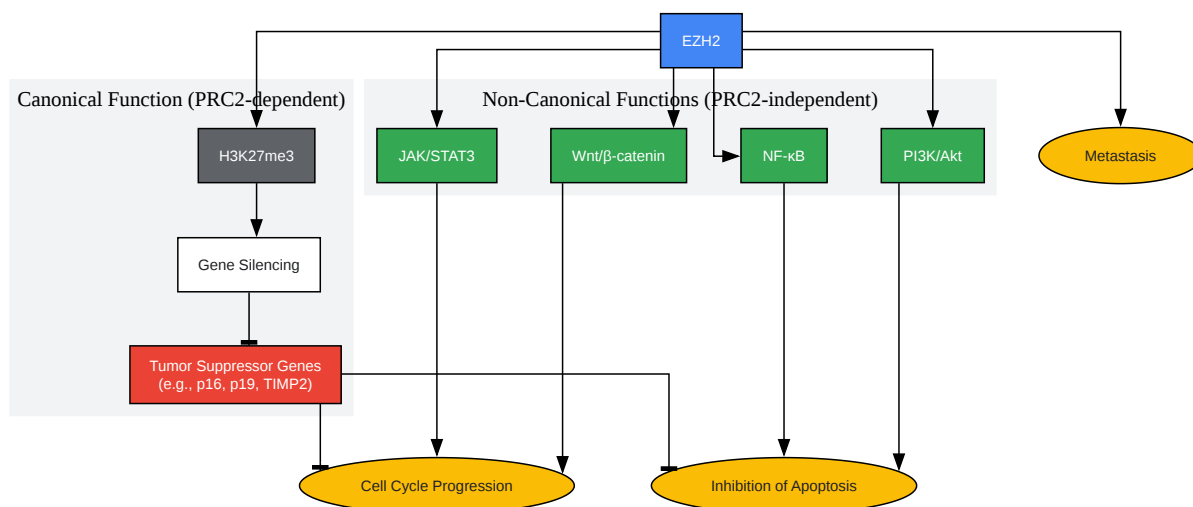 EZH2
Canonical Function (PRC2-dependent)
Non-Canonical Functions (PRC2-independent)
H3K27me3
JAK/STAT3
Wnt/β-catenin
NF-κB
PI3K/Akt
Metastasis
Gene Silencing
Tumor Suppressor Genes
(e.g., p16, p19, TIMP2)
Cell Cycle Progression
Inhibition of Apoptosis